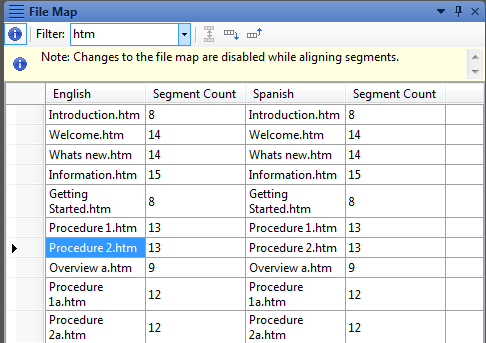 File Map
Filter: htm
Note: Changes to the file map are disabled while aligning segments.
English Segment Count Spanish Segment Count
Introduction.htm 8 Introduction.htm 8
Welcome.htm 14 Welcome.htm 14
Whats new.htm 14 Whats new.htm 14
Information.htm 15 Information.htm 15
Getting Getting
Started.htm 8 Started.htm 8
Procedure 1.htm 13 Procedure 1.htm 13
Procedure 2.htm 13 Procedure 2.htm 13
Overview a.htm 9 Overview a.htm 9
Procedure Procedure
1a.htm 12 1a.htm 12
Procedure Procedure
2a.htm 12 2a.htm 12